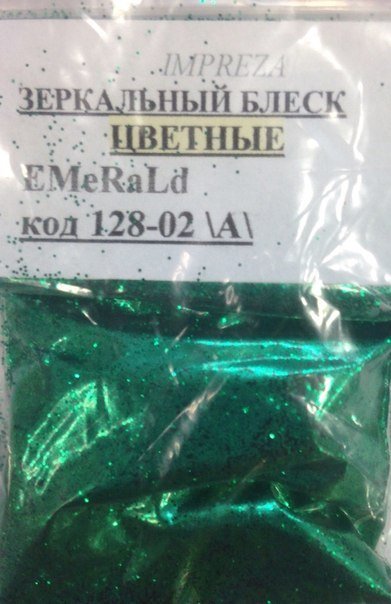 IMPREZA
ЗЕРКАЛЬНЫЙ БЛЕСК
ЦВЕТНЫЕ
EMeRaLd
код 128-02 \А\